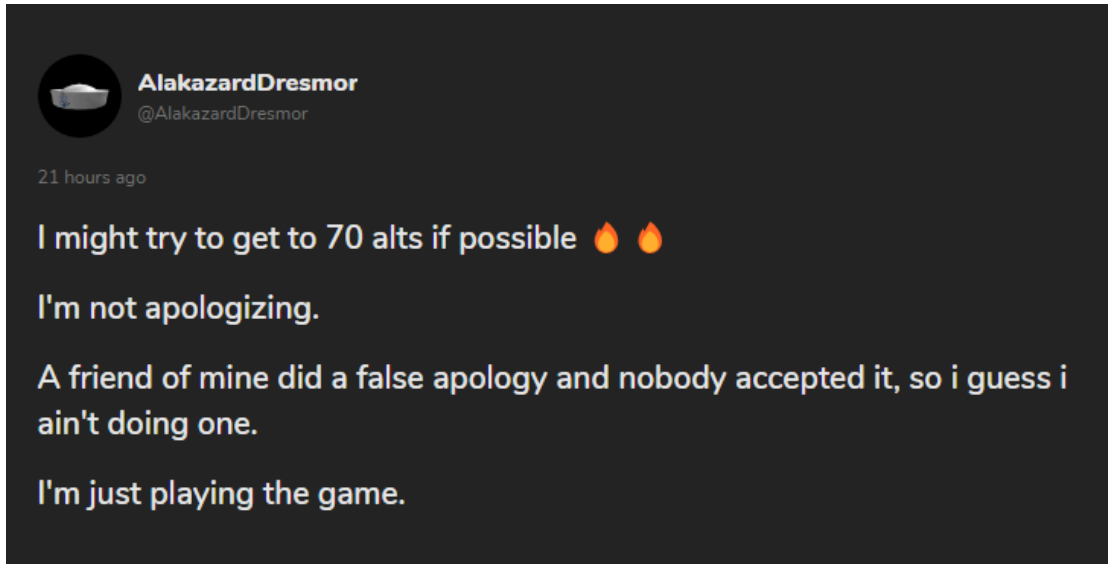 AlakazardDresmor
@AlakazardDresmor
21 hours ago
I might try to get to 70 alts if possible 🔥 🔥
I'm not apologizing.
A friend of mine did a false apology and nobody accepted it, so i guess i
ain't doing one.
I'm just playing the game.